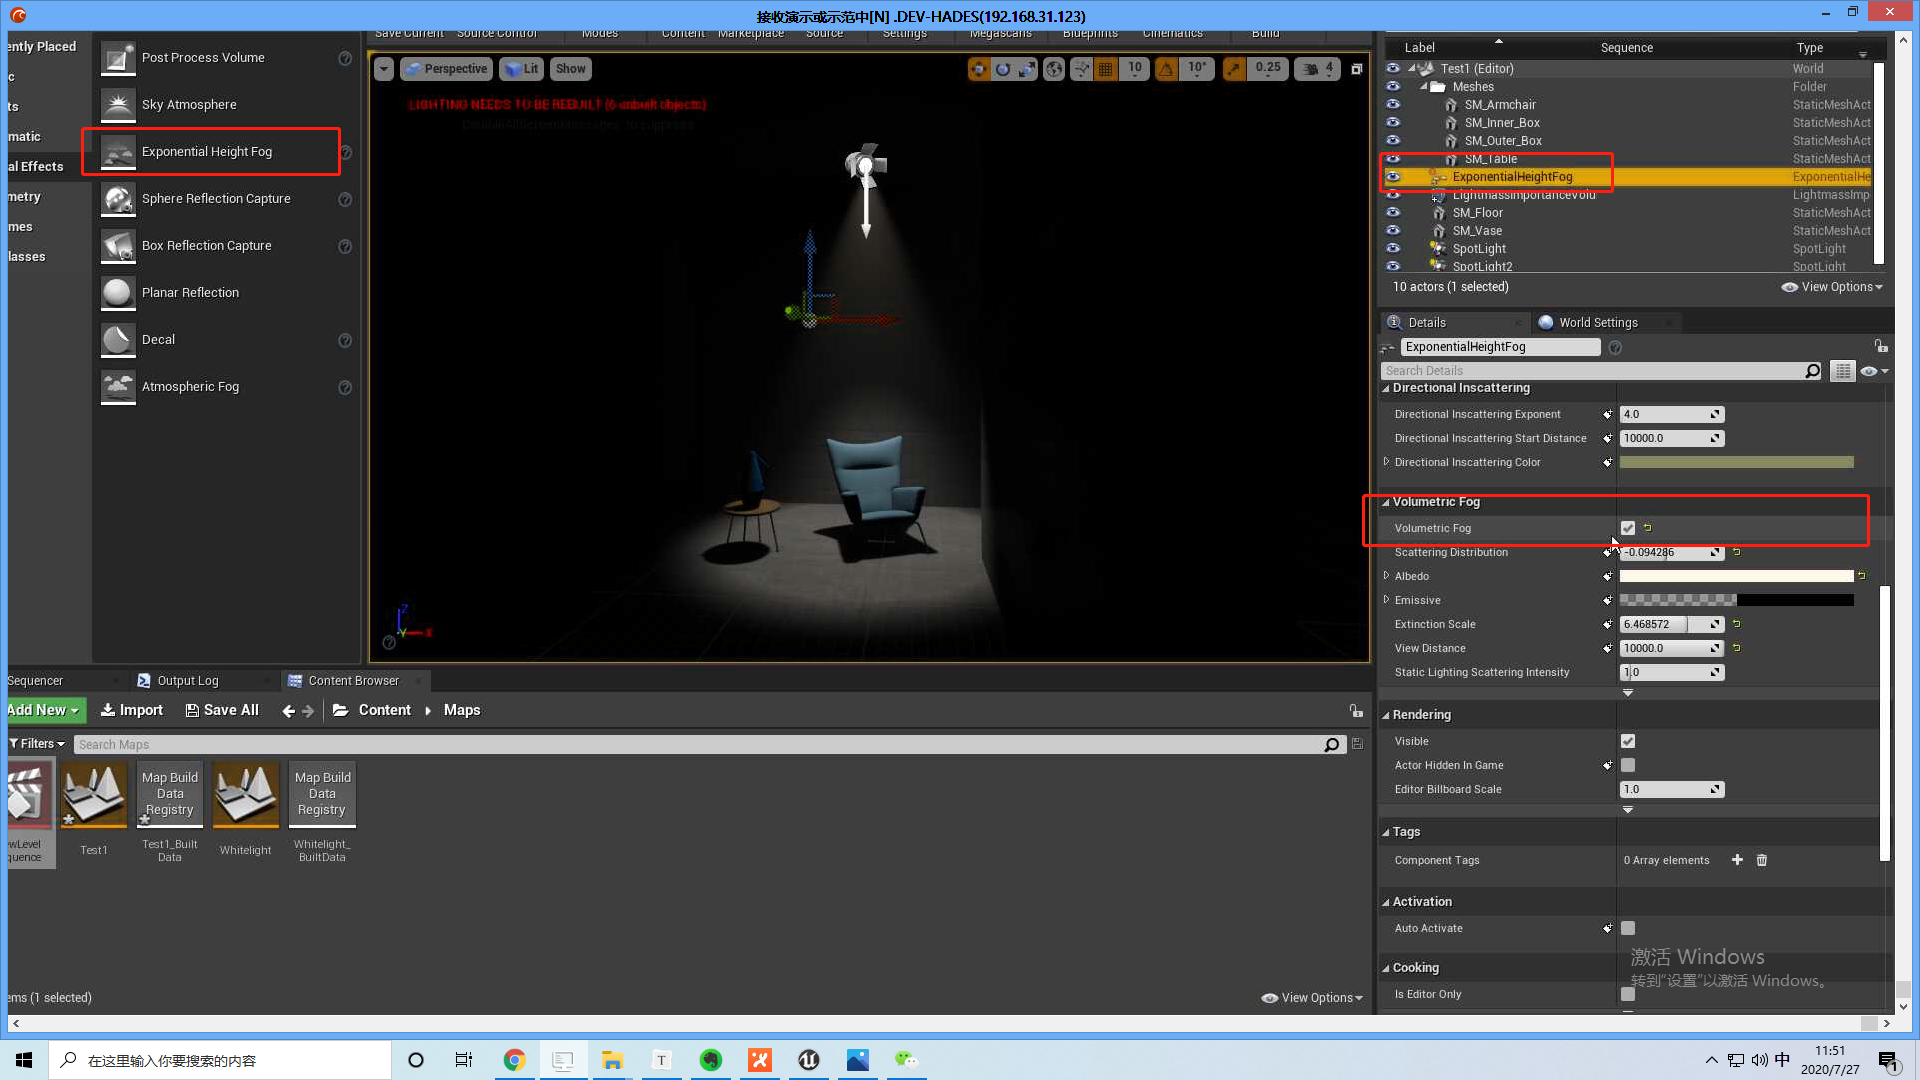 接收演示或示范中[N] .DEV-HADES(192.168.31.123)
ently Placed
Save Current
Source Control
Modes
Content
Marketplace
Source
Settings
Megascans
Blueprints
Cinematics
Build
c
ts
matic
al Effects
metry
mes
lasses
Post Process Volume
Sky Atmosphere
Exponential Height Fog
Sphere Reflection Capture
Box Reflection Capture
Planar Reflection
Decal
Atmospheric Fog
Perspective
Lit
Show
10
10°
0.25
4
LIGHTING NEEDS TO BE REBUILT (6 unbuilt objects)
'DisableAllScreenMessages' to suppress
Z
Y
X
Label
Sequence
Type
Test1 (Editor)
World
Meshes
Folder
SM_Armchair
StaticMeshAct
SM_Inner_Box
StaticMeshAct
SM_Outer_Box
StaticMeshAct
SM_Table
StaticMeshAct
ExponentialHeightFog
ExponentialHe
LightmassImportanceVolu
LightmassImp
SM_Floor
StaticMeshAct
SM_Vase
StaticMeshAct
SpotLight
SpotLight
SpotLight2
SpotLight
10 actors (1 selected)
View Options
Details
World Settings
ExponentialHeightFog
Search Details
Directional Inscattering
Directional Inscattering Exponent
4.0
Directional Inscattering Start Distance
10000.0
Directional Inscattering Color
Volumetric Fog
Volumetric Fog
Scattering Distribution
-0.094286
Albedo
Emissive
Extinction Scale
6.468572
View Distance
10000.0
Static Lighting Scattering Intensity
1.0
Rendering
Visible
Actor Hidden In Game
Editor Billboard Scale
1.0
Tags
Component Tags
0 Array elements
Activation
Auto Activate
Cooking
Is Editor Only
激活 Windows
转到"设置"以激活 Windows。
Sequencer
Output Log
Content Browser
Add New
Import
Save All
Content
Maps
Filters
Search Maps
Map Build
Data
Registry
Map Build
Data
Registry
ewLevel
quence
Test1
Test1_Built
Data
Whitelight
Whitelight_
BuiltData
ems (1 selected)
View Options
在这里输入你要搜索的内容
T
中
11:51
2020/7/27
1